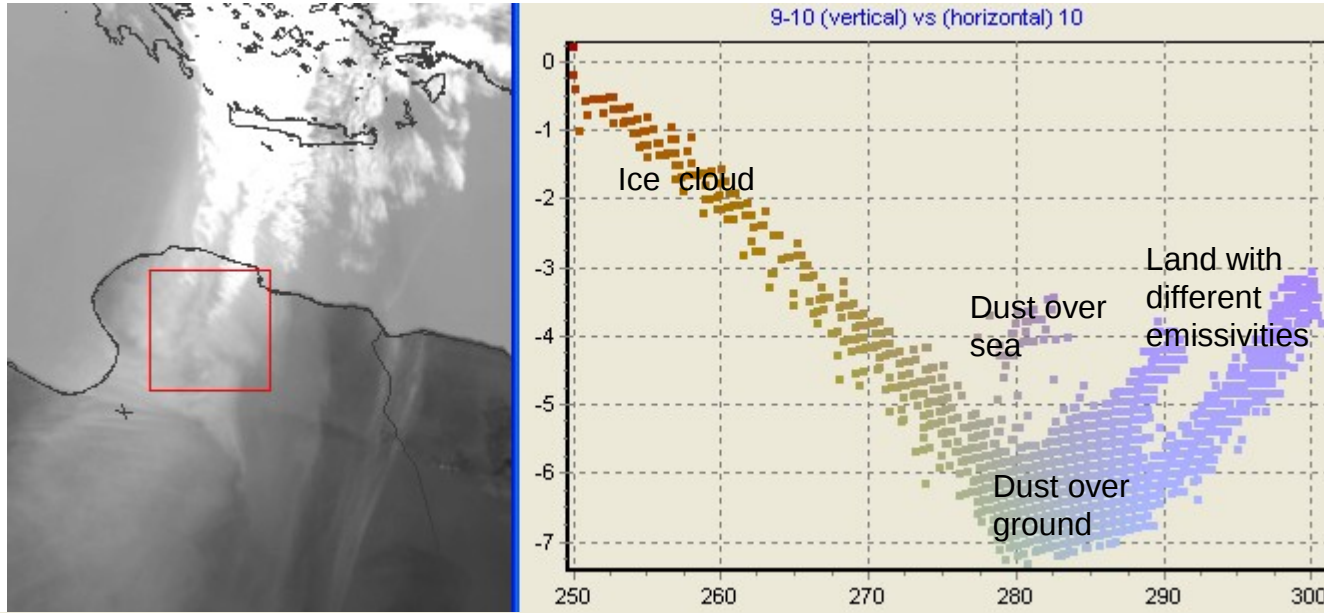 9-10 (vertical) vs (horizontal) 10
0
-1
Ice cloud
-2
-3
Land with
different
emissivities
Dust over
sea
-4
-5
-6
Dust over
ground
-7
250
260
270
280
290
300